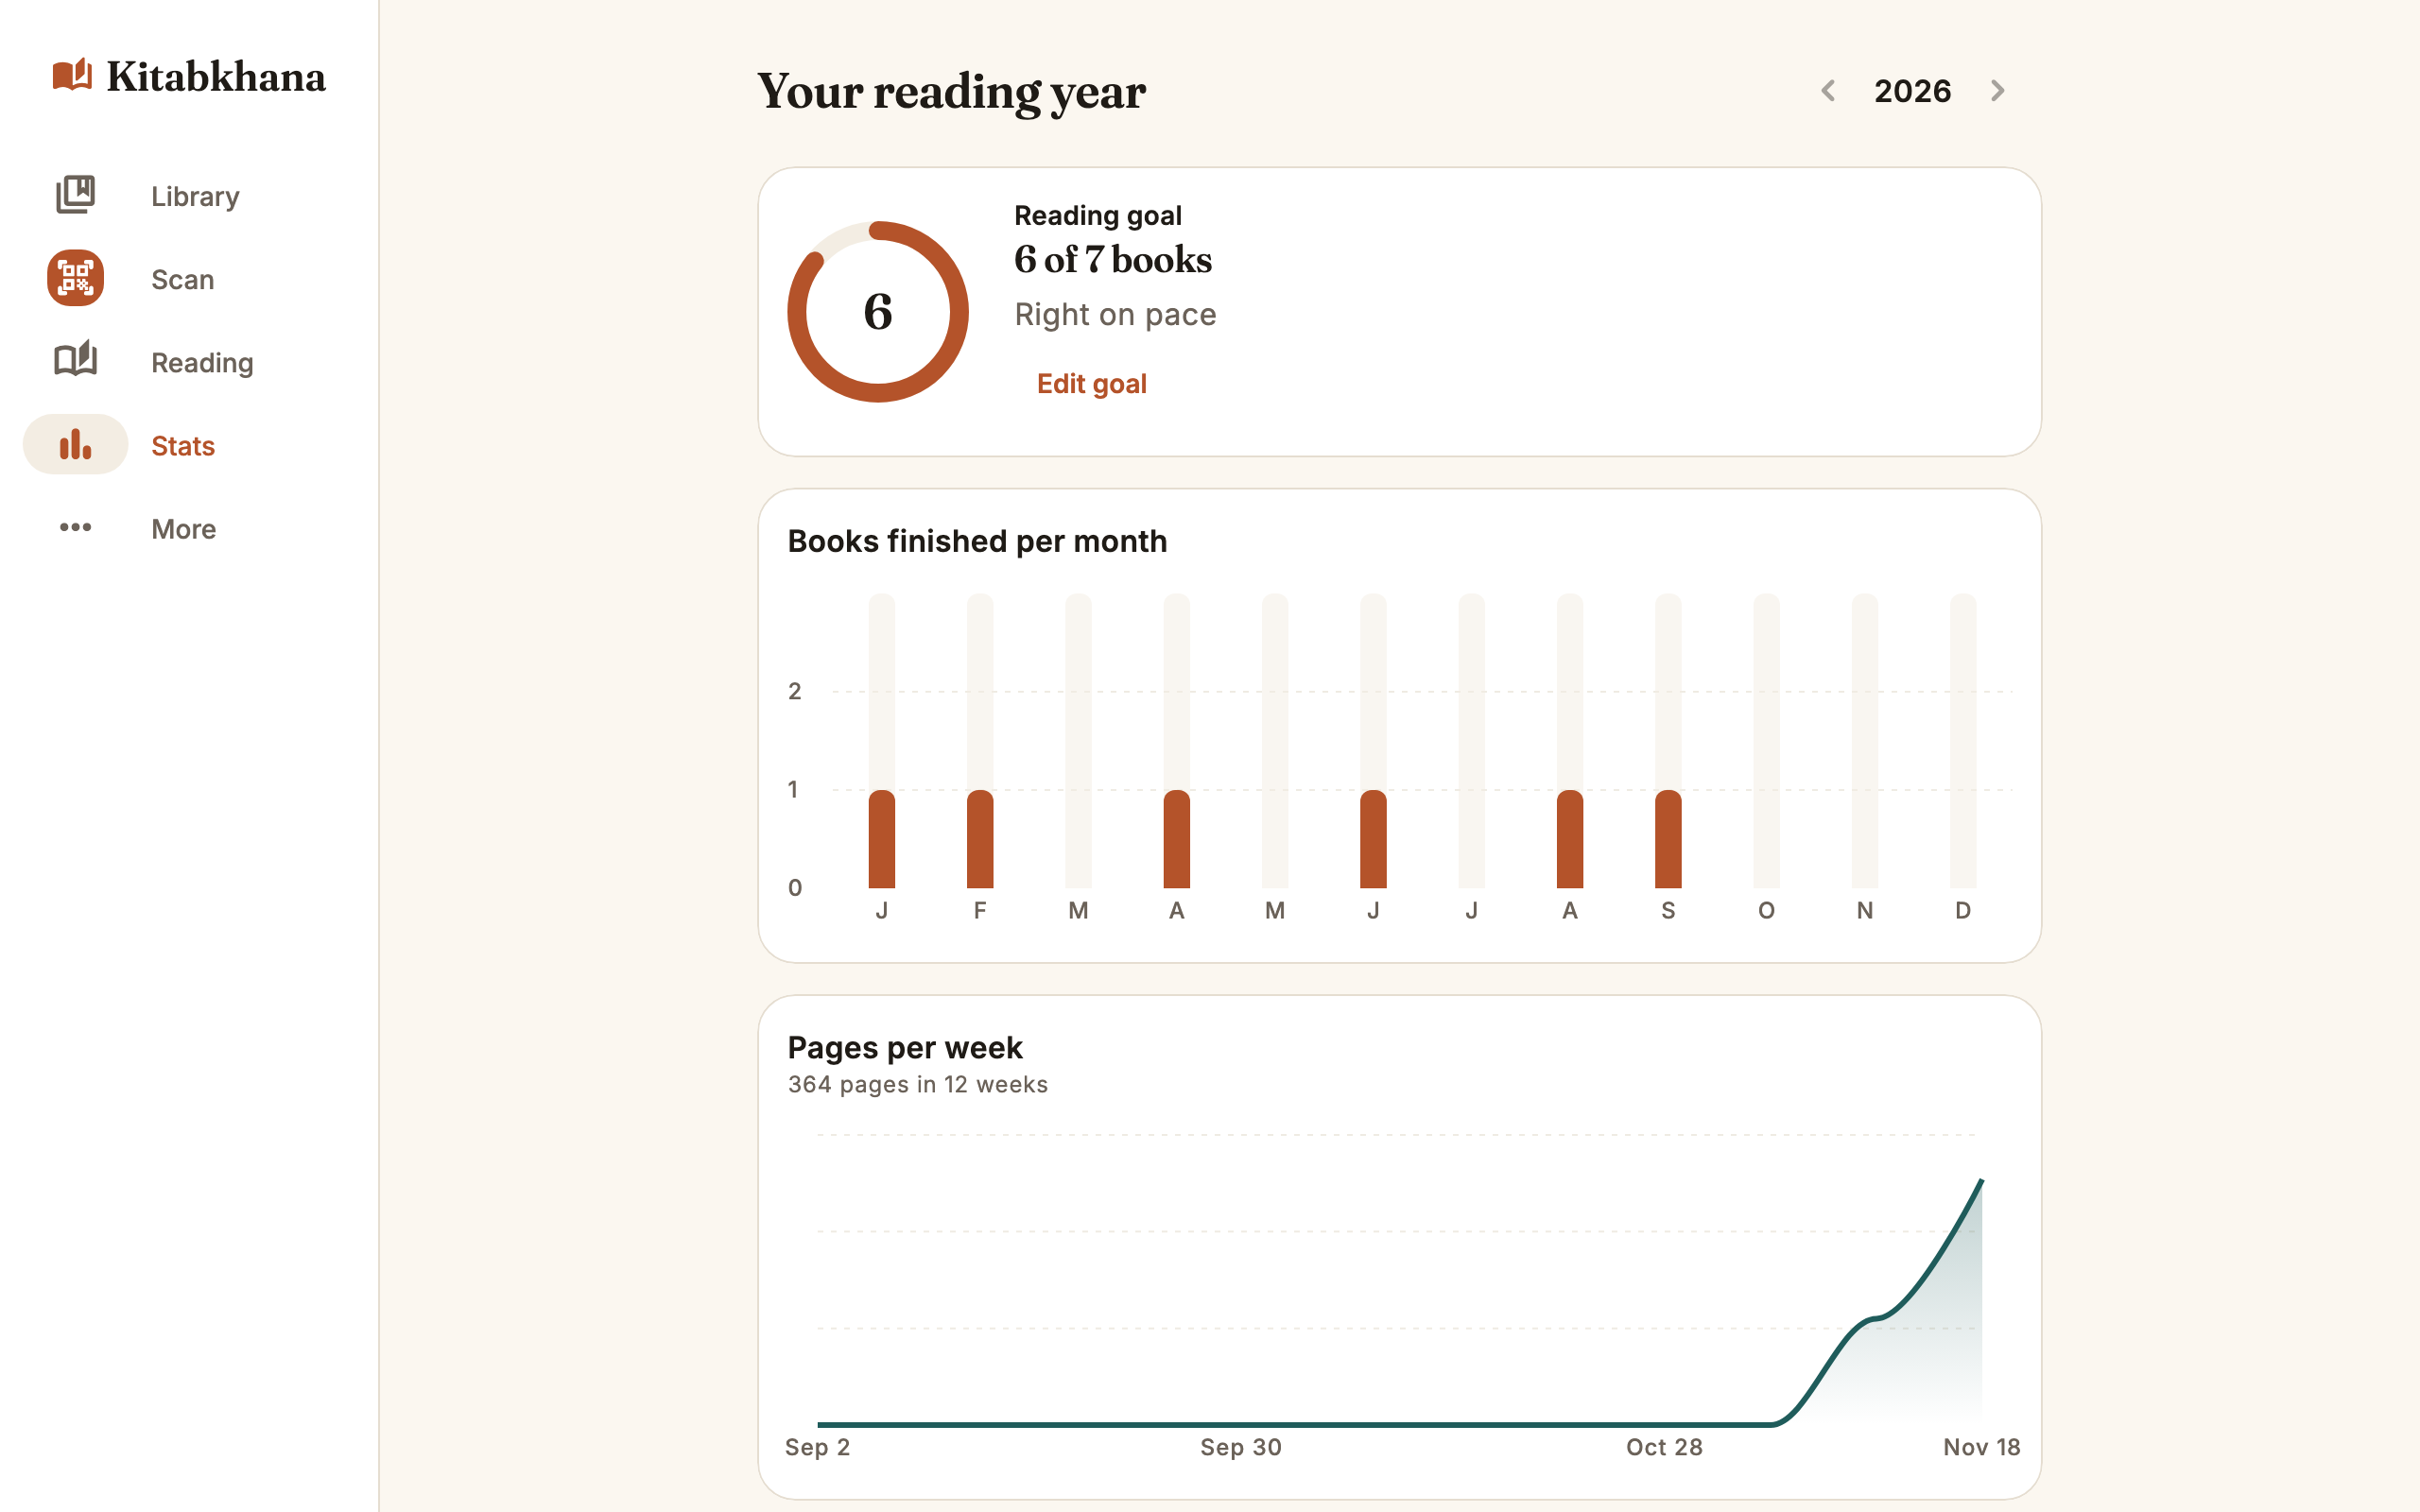 Kitabkhana
Library
Scan
Reading
Stats
More
Your reading year
2026
6
Reading goal
6 of 7 books
Right on pace
Edit goal
Books finished per month
2
1
0
J F M A M J J A S O N D
Pages per week
364 pages in 12 weeks
Sep 2 Sep 30 Oct 28 Nov 18